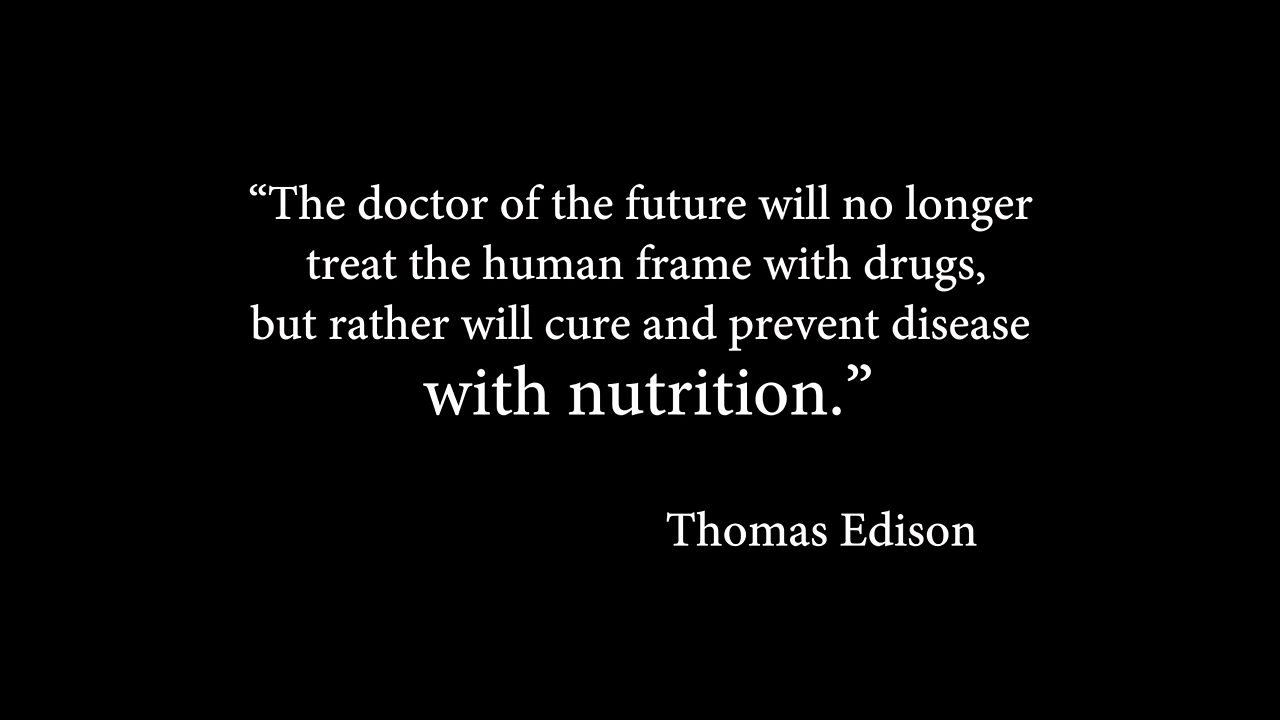 “The doctor of the future will no longer
treat the human frame with drugs,
but rather will cure and prevent disease
with nutrition.”
Thomas Edison